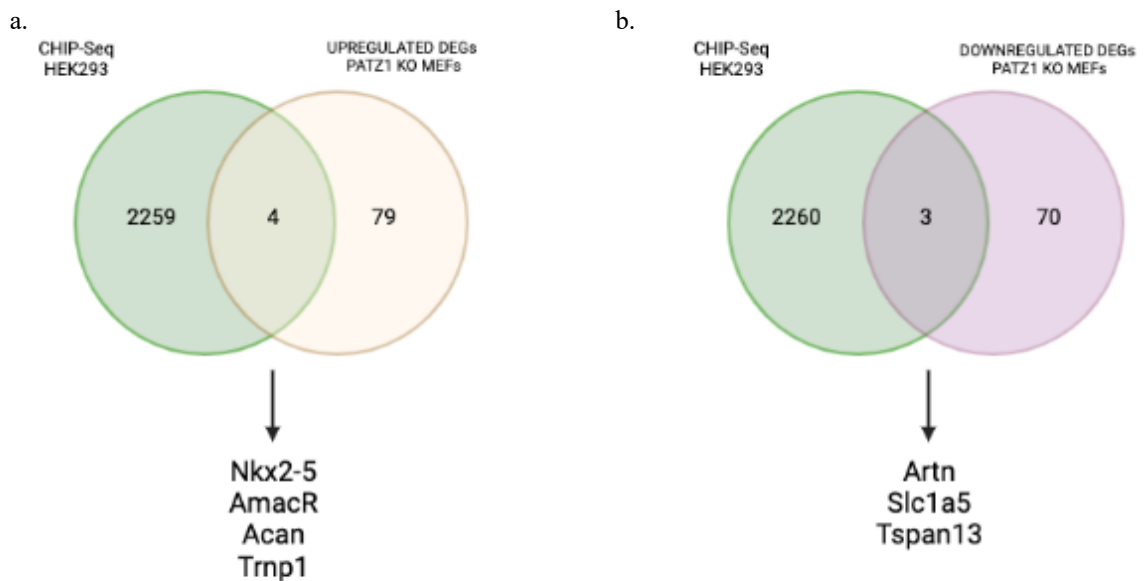 a.
CHIP-Seq
HEK293
UPREGULATED DEGs
PATZ1 KO MEFs
2259
4
79
Nkx2-5
AmacR
Acan
Trnp1
b.
CHIP-Seq
HEK293
DOWNREGULATED DEGs
PATZ1 KO MEFs
2260
3
70
Artn
Slc1a5
Tspan13